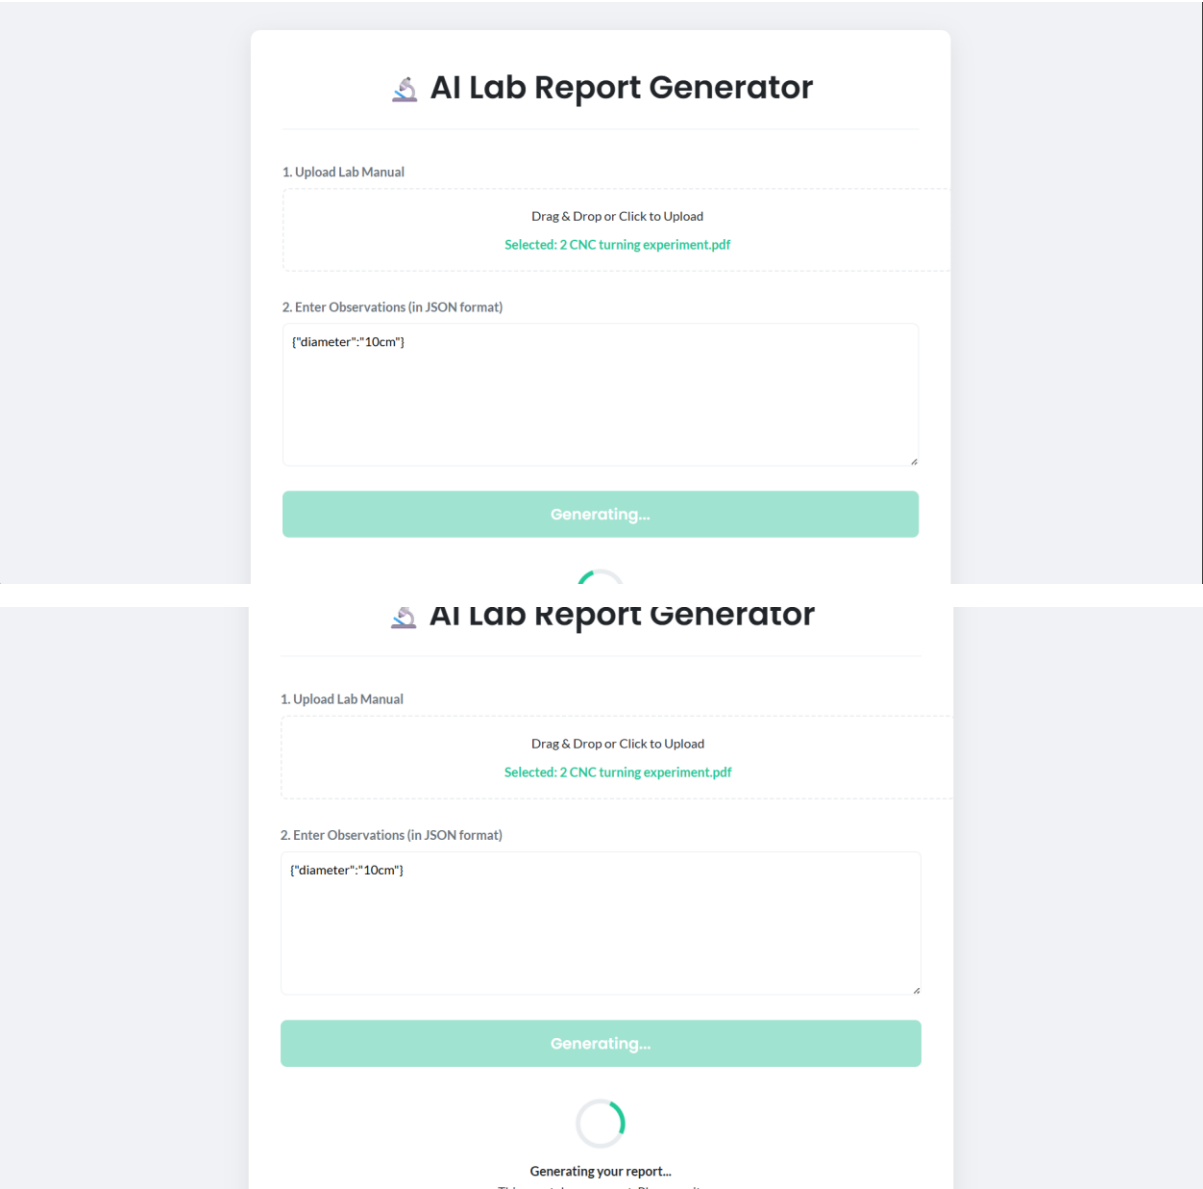 AI Lab Report Generator
1. Upload Lab Manual
Drag & Drop or Click to Upload
Selected: 2 CNC turning experiment.pdf
2. Enter Observations (in JSON format)
{"diameter":"10cm"}
Generating...
AI Lab Report Generator
1. Upload Lab Manual
Drag & Drop or Click to Upload
Selected: 2 CNC turning experiment.pdf
2. Enter Observations (in JSON format)
{"diameter":"10cm"}
Generating...
Generating your report...